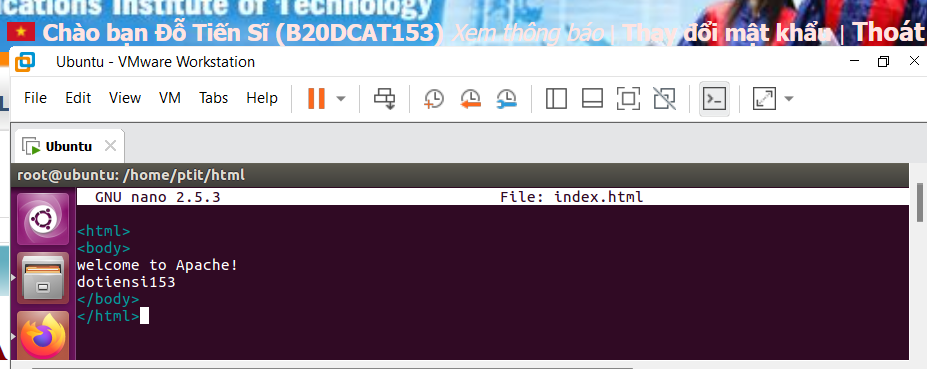 cations Institute of Technology
Chào bạn Đỗ Tiến Sĩ (B20DCAT153) Xem thông báo | Thay đổi mật khẩu | Thoát
Ubuntu - VMware Workstation
File Edit View VM Tabs Help
Ubuntu
root@ubuntu: /home/ptit/html
GNU nano 2.5.3 File: index.html
<html>
<body>
welcome to Apache!
dotiensi153
</body>
</html>